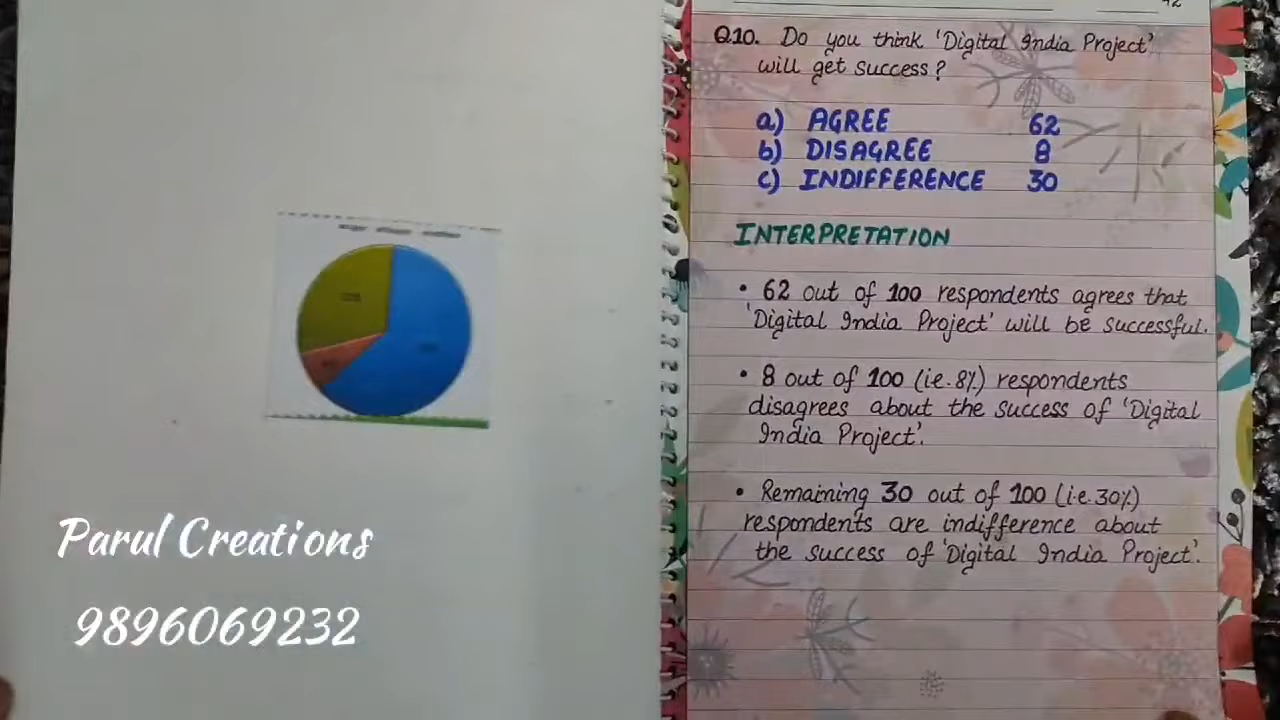 Parul Creations
9896069232
Q10. Do you think 'Digital India Project'
will get success?
a) AGREE 62
b) DISAGREE 8
c) INDIFFERENCE 30
INTERPRETATION
• 62 out of 100 respondents agrees that
'Digital India Project' will be successful.
• 8 out of 100 (ie. 8%) respondents
disagrees about the success of 'Digital
India Project'.
• Remaining 30 out of 100 (i.e. 30%)
respondents are indifference about
the success of 'Digital India Project'.